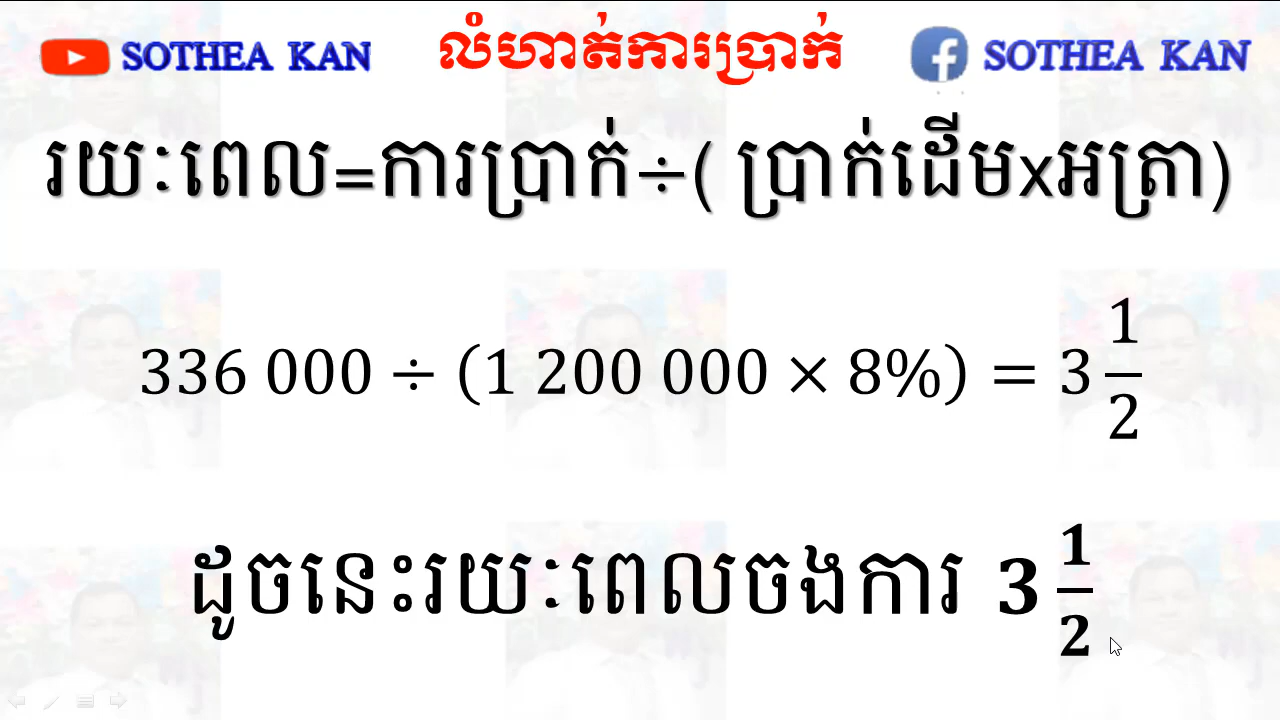 SOTHEA KAN លំហាត់ការប្រាក់ SOTHEA KAN
រយៈពេល=ការប្រាក់÷( ប្រាក់ដើមxអត្រា)
336 000 ÷ (1 200 000 × 8%) = 3 1/2
ដូចនេះរយៈពេលចងការ 3 1/2